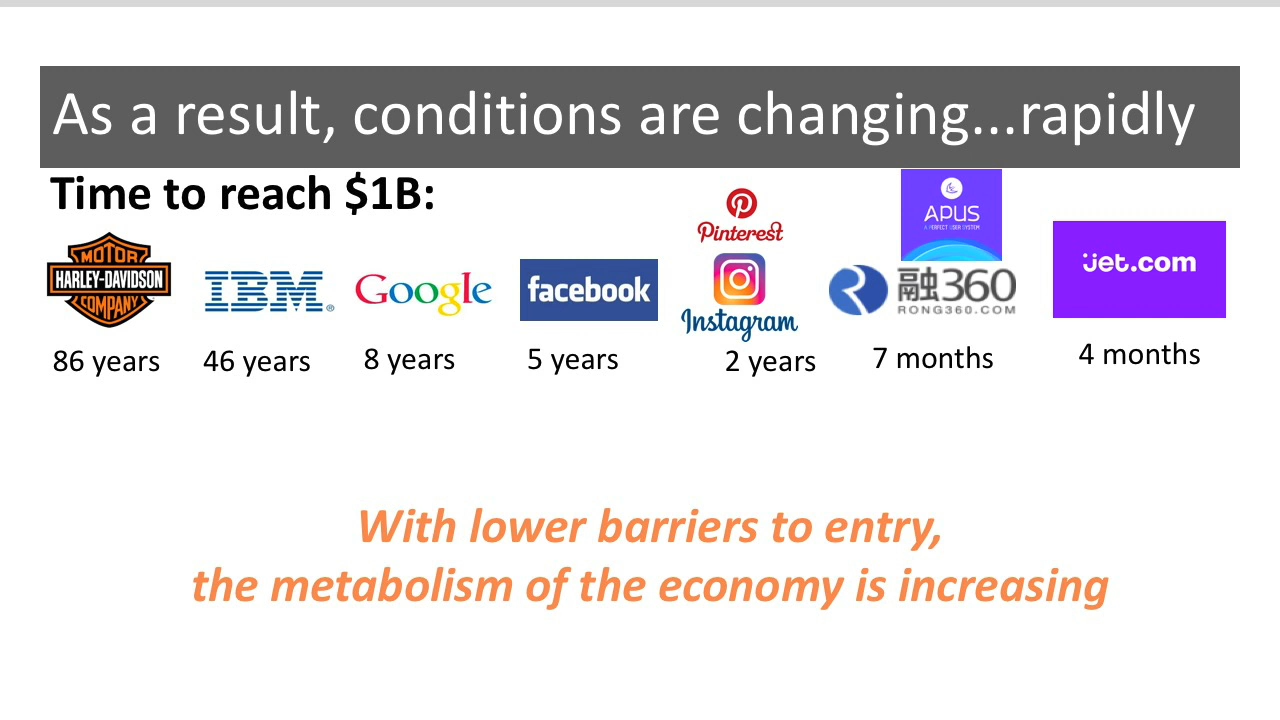 As a result, conditions are changing...rapidly
Time to reach $1B:
MOTOR
HARLEY-DAVIDSON
COMPANY
86 years
IBM®
46 years
Google
8 years
facebook
5 years
Pinterest
Instagram
2 years
APUS
A PERFECT USER SYSTEM
融360
RONG360.COM
7 months
jet.com
4 months
With lower barriers to entry,
the metabolism of the economy is increasing